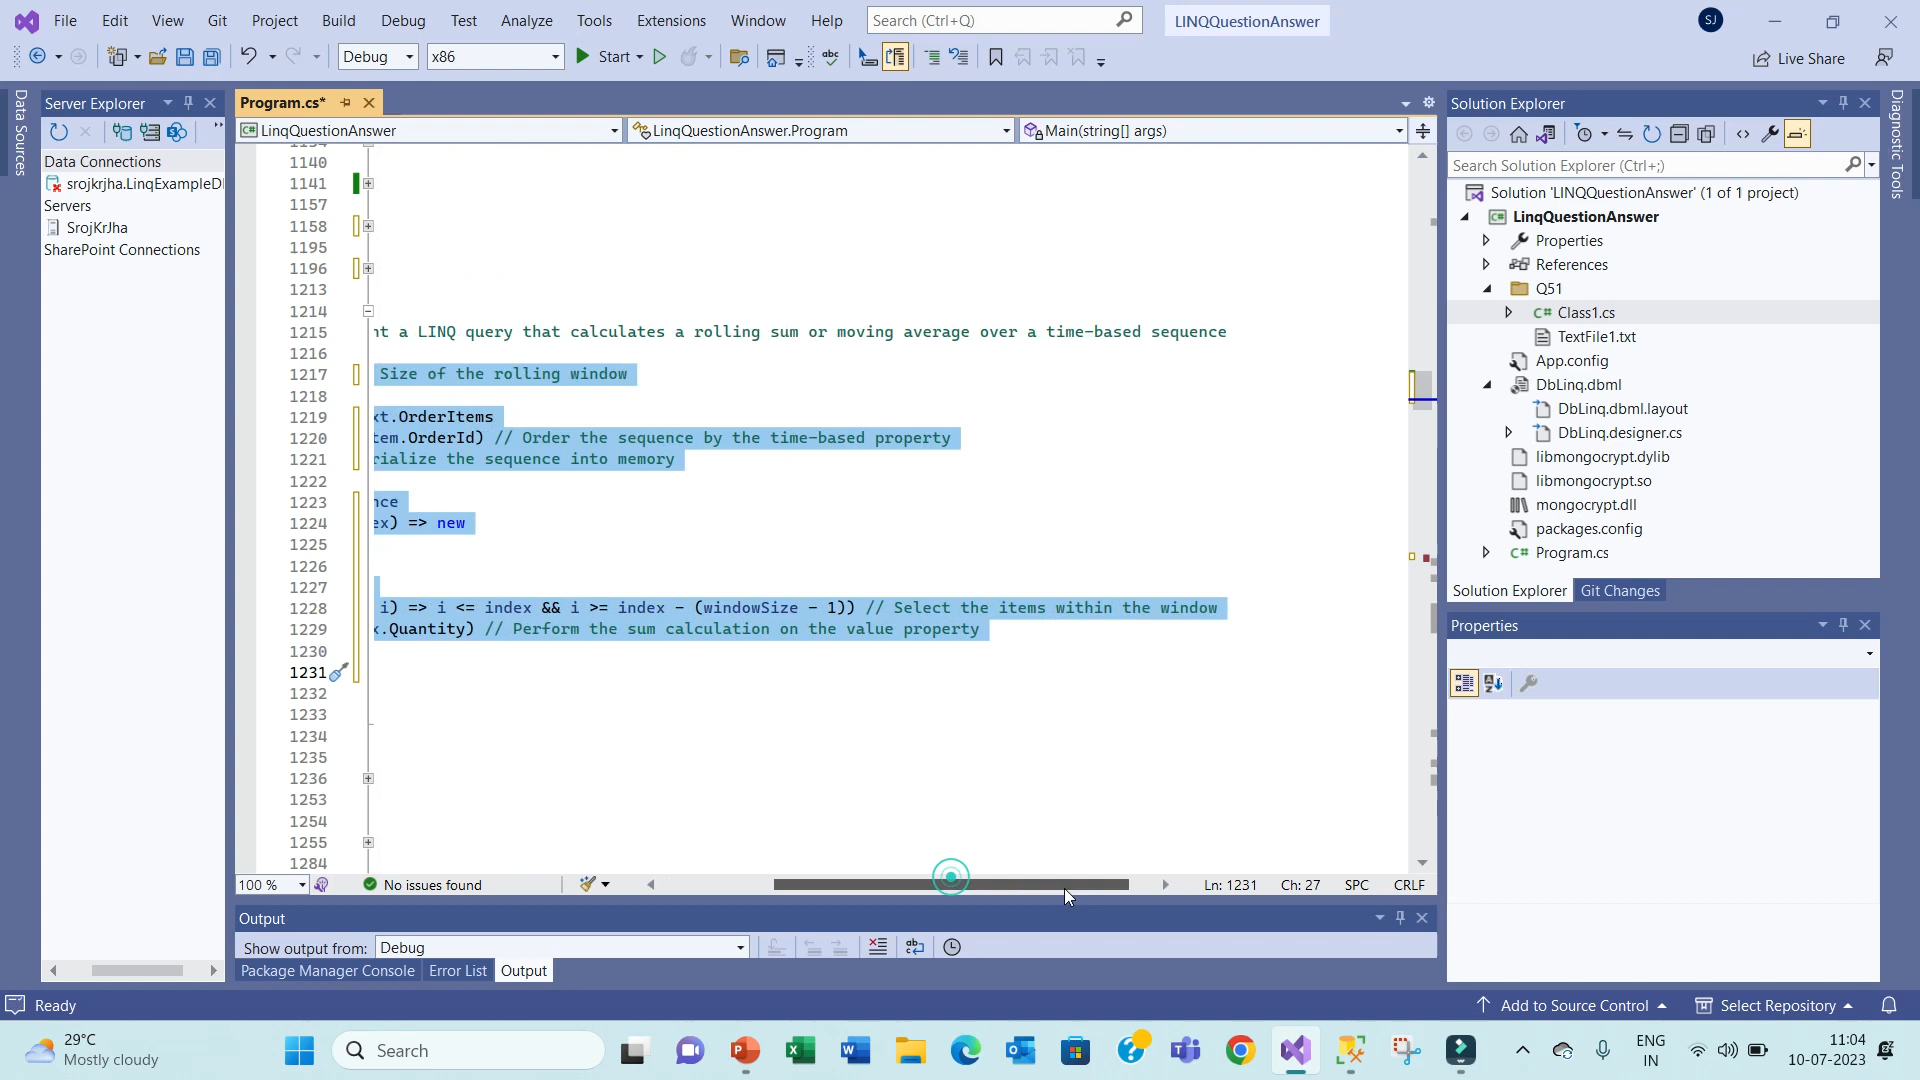 File Edit View Git Project Build Debug Test Analyze Tools Extensions Window Help Search (Ctrl+Q) LINQQuestionAnswer SJ
Debug x86 Start Live Share
Data Sources
Server Explorer
Data Connections
srojkrjha.LinqExampleD
Servers
SrojKrJha
SharePoint Connections
Program.cs*
LinqQuestionAnswer LinqQuestionAnswer.Program Main(string[] args)
1140
1141
1157
1158
1195
1196
1213
1214
1215 nt a LINQ query that calculates a rolling sum or moving average over a time-based sequence
1216
1217 Size of the rolling window
1218
1219 xt.OrderItems
1220 tem.OrderId) // Order the sequence by the time-based property
1221 rialize the sequence into memory
1222
1223 nce
1224 ex) => new
1225
1226
1227
1228 i) => i <= index && i >= index - (windowSize - 1)) // Select the items within the window
1229 x.Quantity) // Perform the sum calculation on the value property
1230
1231
1232
1233
1234
1235
1236
1253
1254
1255
1284
100 % No issues found Ln: 1231 Ch: 27 SPC CRLF
Output
Show output from: Debug
Package Manager Console Error List Output
Solution Explorer
Search Solution Explorer (Ctrl+;)
Solution 'LINQQuestionAnswer' (1 of 1 project)
LinqQuestionAnswer
Properties
References
Q51
C# Class1.cs
TextFile1.txt
App.config
DbLinq.dbml
DbLinq.dbml.layout
DbLinq.designer.cs
libmongocrypt.dylib
libmongocrypt.so
mongocrypt.dll
packages.config
C# Program.cs
Solution Explorer Git Changes
Properties
Diagnostic Tools
Ready Add to Source Control Select Repository
29°C
Mostly cloudy
Search
ENG
IN
11:04
10-07-2023